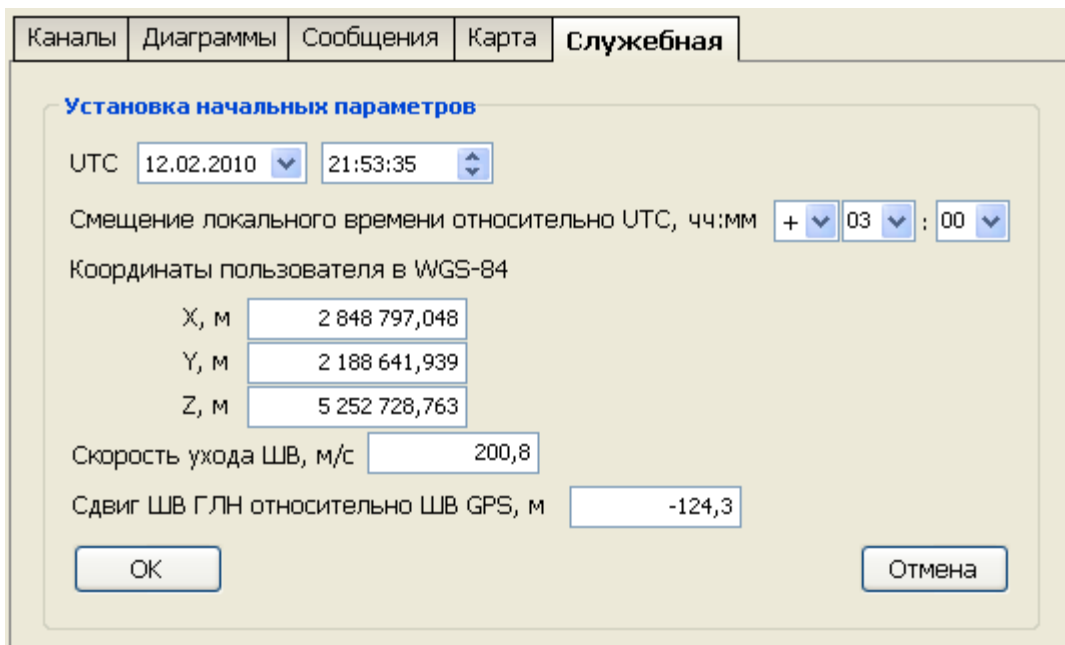 Каналы Диаграммы Сообщения Карта Служебная
Установка начальных параметров
UTC 12.02.2010 21:53:35
Смещение локального времени относительно UTC, чч:мм + 03 : 00
Координаты пользователя в WGS-84
X, м 2 848 797,048
Y, м 2 188 641,939
Z, м 5 252 728,763
Скорость ухода ШВ, м/с 200,8
Сдвиг ШВ ГЛН относительно ШВ GPS, м -124,3
OK Отмена